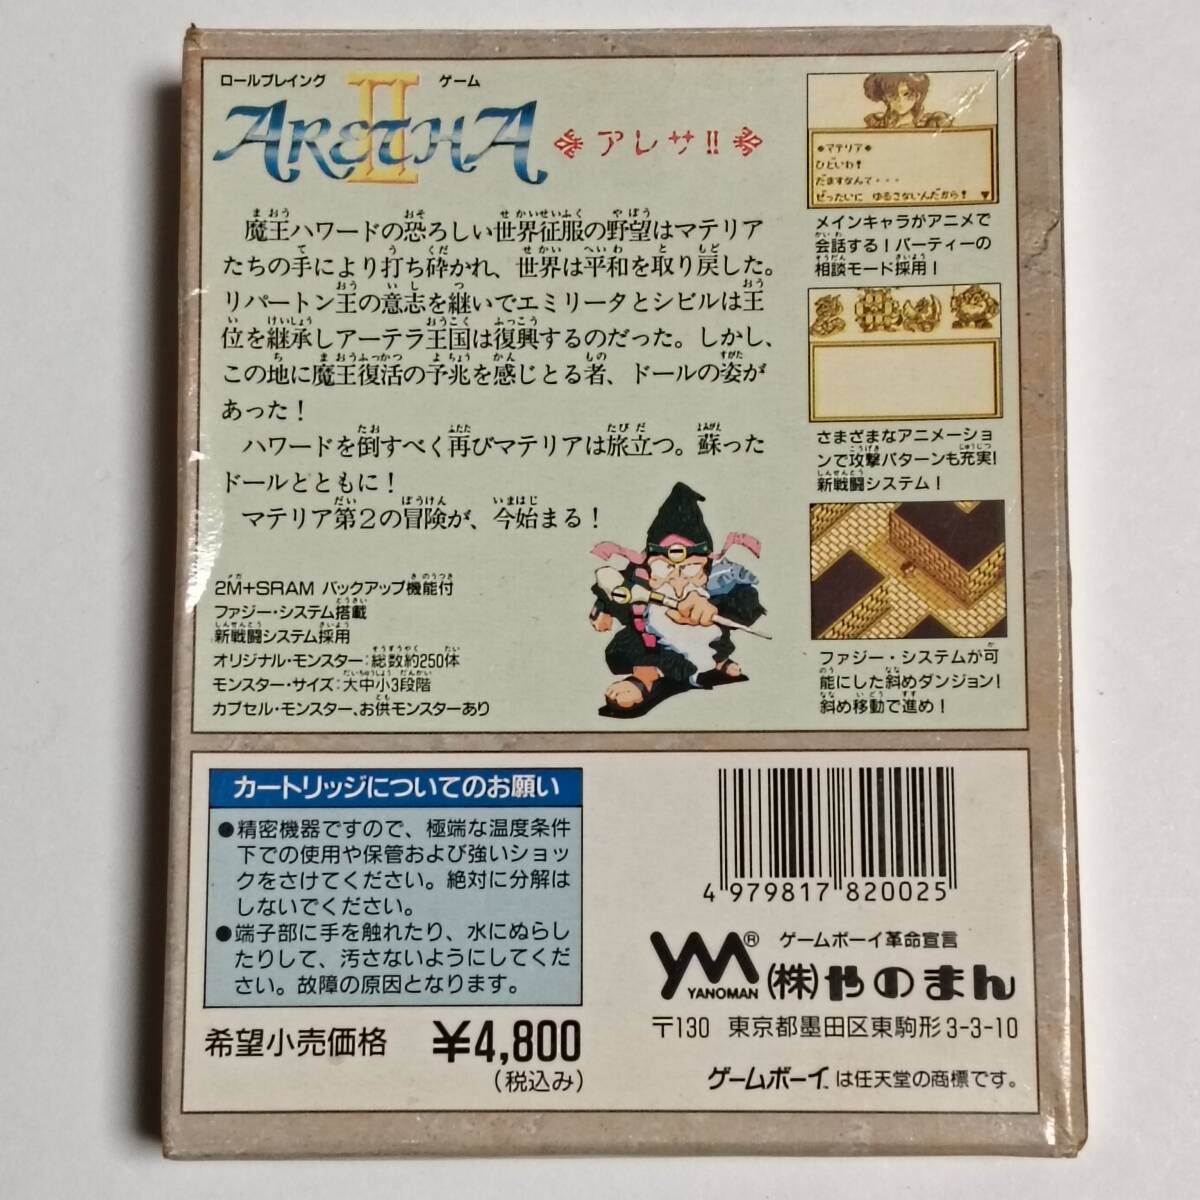 ロールプレイング ゲーム
ARETHA II
アレサ!!
魔王ハワードの恐ろしい世界征服の野望はマテリア
たちの手により打ち砕かれ、世界は平和を取り戻した。
リパートン王の意志を継いでエミリータとシビルは王
位を継承しアーテラ王国は復興するのだった。しかし、
この地に魔王復活の予兆を感じとる者、ドールの姿が
あった!
ハワードを倒すべく再びマテリアは旅立つ。蘇った
ドールとともに!
マテリア第2の冒険が、今始まる!
2M+SRAM バックアップ機能付
ファジー・システム搭載
新戦闘システム採用
オリジナル・モンスター:総数約250体
モンスター・サイズ:大中小3段階
カプセル・モンスター、お供モンスターあり
◆マテリア◆
ひどいわ!
だますなんて・・・
ぜったいに ゆるさないんだから!
メインキャラがアニメで
会話する!パーティーの
相談モード採用!
さまざまなアニメーショ
ンで攻撃パターンも充実!
新戦闘システム!
ファジー・システムが可
能にした斜めダンジョン!
斜め移動で進め!
カートリッジについてのお願い
●精密機器ですので、極端な温度条件
下での使用や保管および強いショッ
クをさけてください。絶対に分解は
しないでください。
●端子部に手を触れたり、水にぬらし
たりして、汚さないようにしてくだ
さい。故障の原因となります。
希望小売価格 ¥4,800
(税込み)
4 979817 820025
YM® YANOMAN
ゲームボーイ革命宣言
(株)やのまん
〒130 東京都墨田区東駒形3-3-10
ゲームボーイは任天堂の商標です。